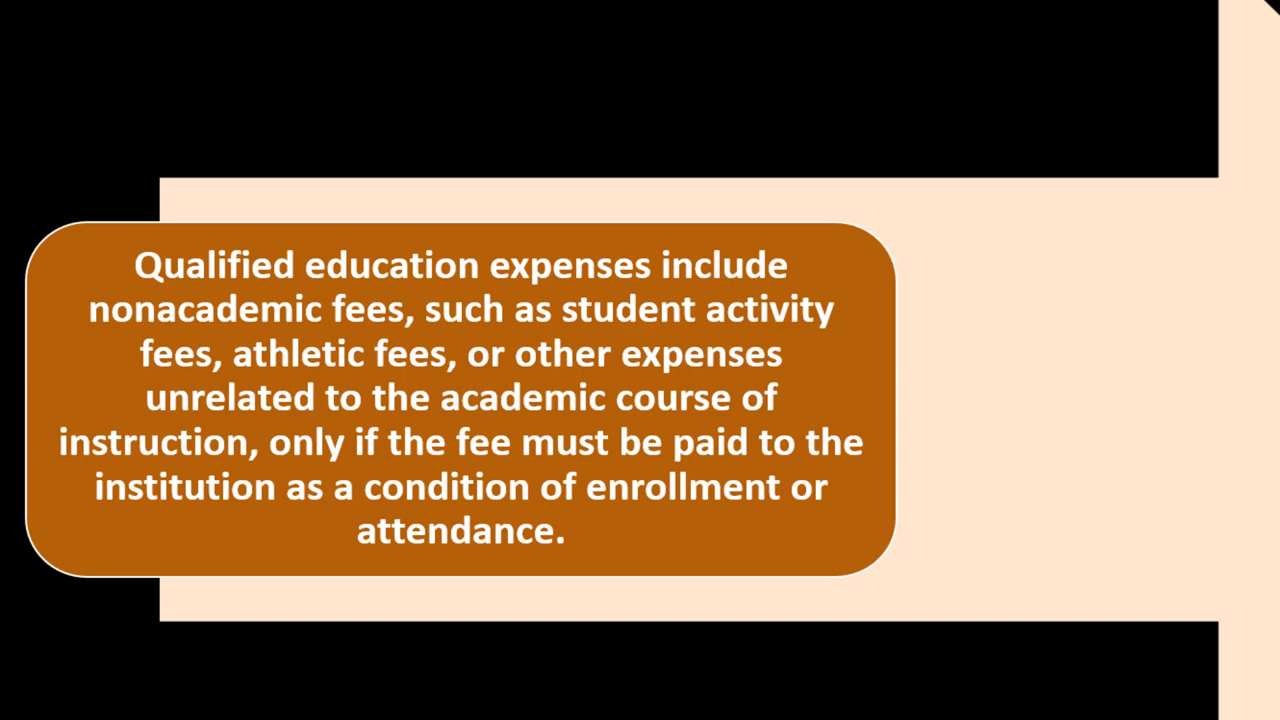 Qualified education expenses include
nonacademic fees, such as student activity
fees, athletic fees, or other expenses
unrelated to the academic course of
instruction, only if the fee must be paid to the
institution as a condition of enrollment or
attendance.